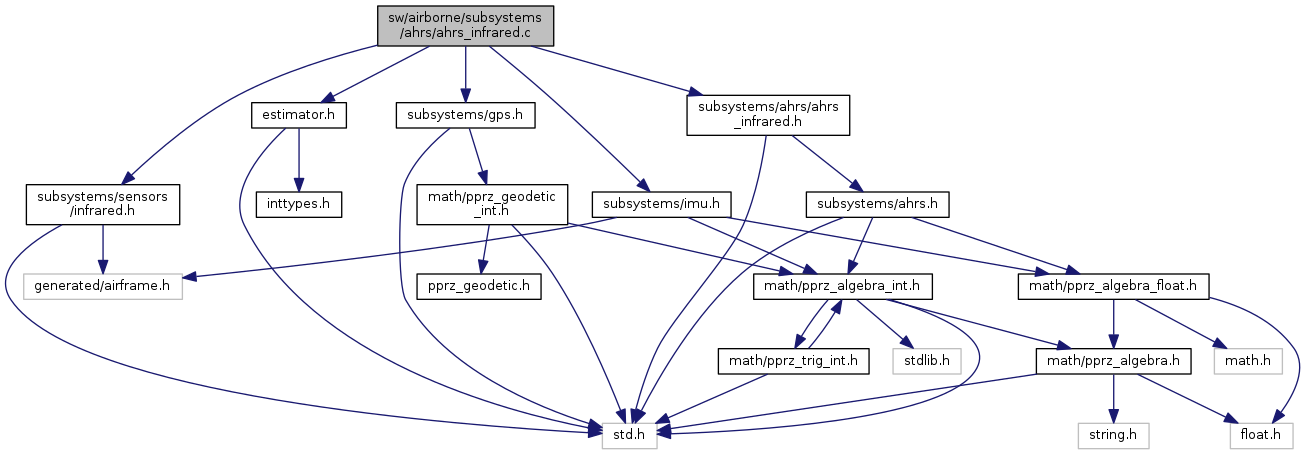 sw/airborne/subsystems
/ahrs/ahrs_infrared.c
estimator.h
subsystems/gps.h
subsystems/ahrs/ahrs
_infrared.h
subsystems/sensors
/infrared.h
inttypes.h
math/pprz_geodetic
_int.h
subsystems/imu.h
subsystems/ahrs.h
generated/airframe.h
pprz_geodetic.h
math/pprz_algebra_int.h
math/pprz_algebra_float.h
math/pprz_trig_int.h
stdlib.h
math/pprz_algebra.h
math.h
std.h
string.h
float.h